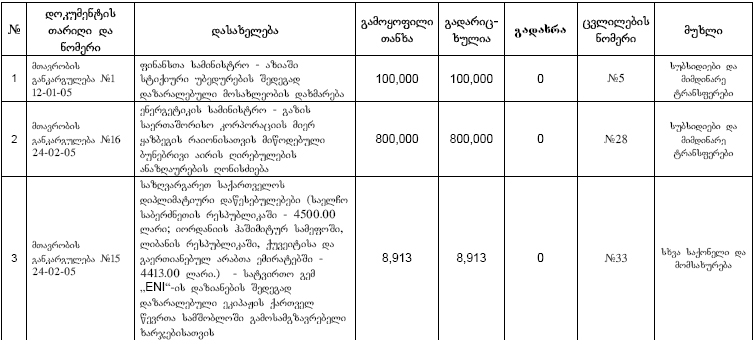 №
დოკუმენტის
თარიღი და
ნომერი
დასახელება
გამოყოფილი
თანხა
გადარიც-
ხულია
გადასრა
ცვლილების
ნომერი
მუხლი
1
მთავრობის
განკარგულება №1
12-01-05
ფინანსთა სამინისტრო - აზიაში
სტიქიური უბედურების შედეგად
დაზარალებული მოსახლეობის დახმარება
100,000
100,000
0
№5
სუბსიდიები და
მიმდინარე
ტრანსფერები
2
მთავრობის
განკარგულება №16
24-02-05
ენერგეტიკის სამინისტრო - გაზის
საერთაშორისო კორპორაციის მიერ
ყაზბეგის რაიონისათვის მიწოდებული
ბუნებრივი აირის ღირებულების
ანაზღაურების ღონისძიება
800,000
800,000
0
№28
სუბსიდიები და
მიმდინარე
ტრანსფერები
3
მთავრობის
განკარგულება №15
24-02-05
საზღვარგარეთ საქართველოს
დიპლმატიური დაწესებულებები (საელჩო
საბერძნეთის რესპუბლიკაში - 4500.00
ლარი; იორდანიის ჰაშიმიტურ სამეფოში,
ლიბანის რესპუბლიკაში, ქუვეიტისა და
გაერთიანებულ არაბთა ემირატებში -
4413.00 ლარი.) - სატვირთო გემ
„ENI“-ის დაზიანების შედეგად
დაზარალებული ეკიპაჟის ქართველ
წევრთა სამშობლოში გამოსამგზავრებელი
ხარჯებისათვის
8,913
8,913
0
№33
სხვა საქონელი და
მომსახურება